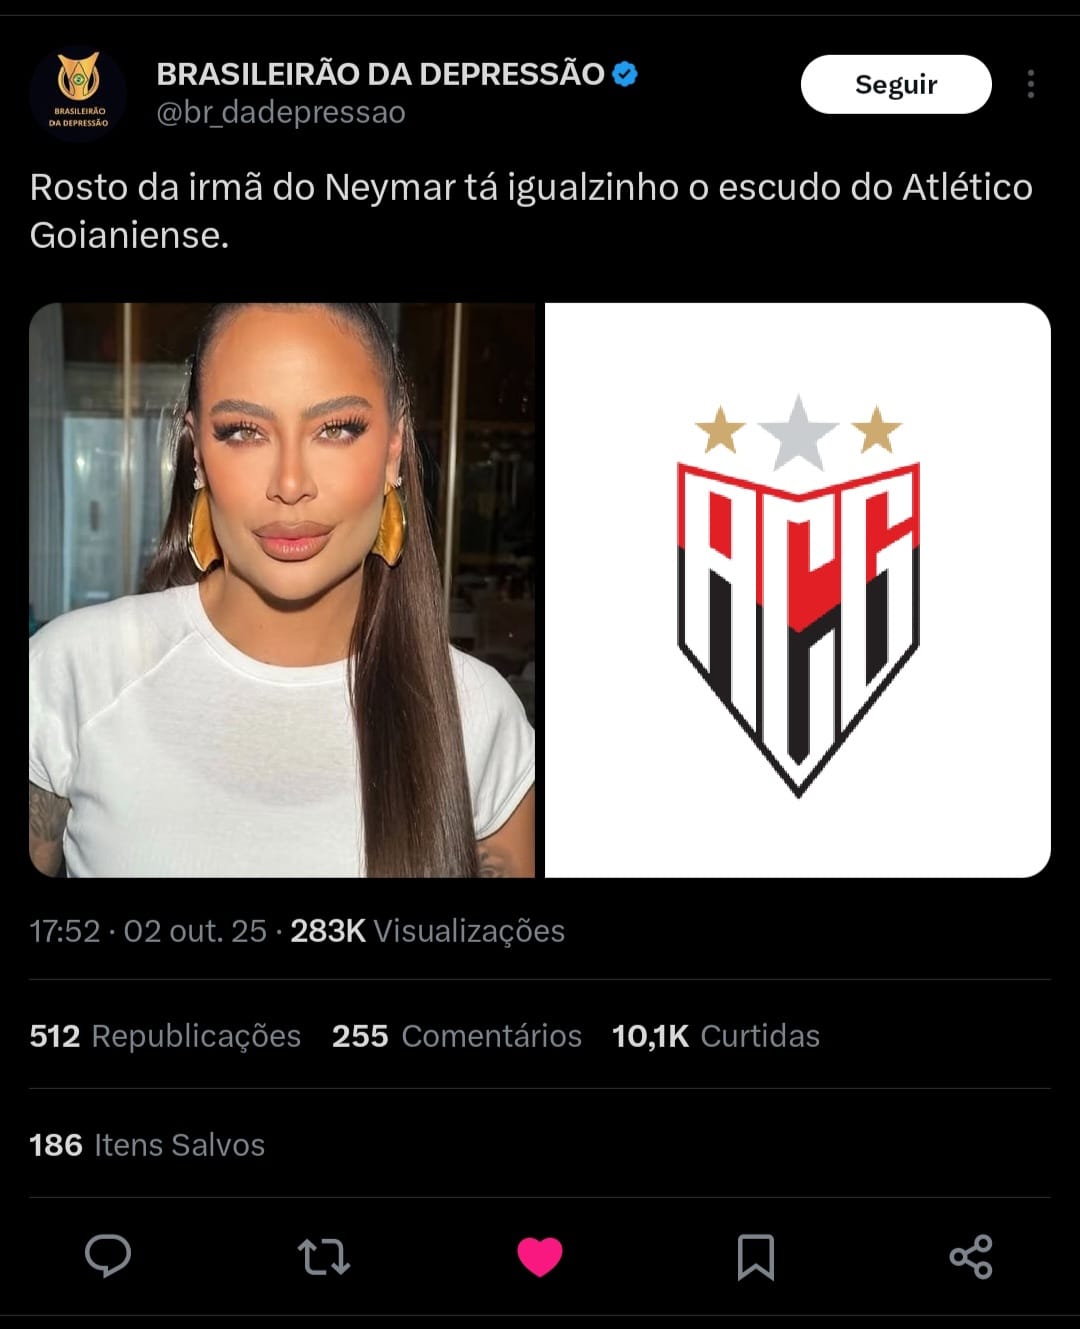 BRASILEIRÃO DA DEPRESSÃO
@br_dadepressao
Seguir
BRASILEIRÃO
DA DEPRESSÃO
Rosto da irmã do Neymar tá igualzinho o escudo do Atlético
Goianiense.
ACG
17:52 · 02 out. 25 · 283K Visualizações
512 Republicações 255 Comentários 10,1K Curtidas
186 Itens Salvos